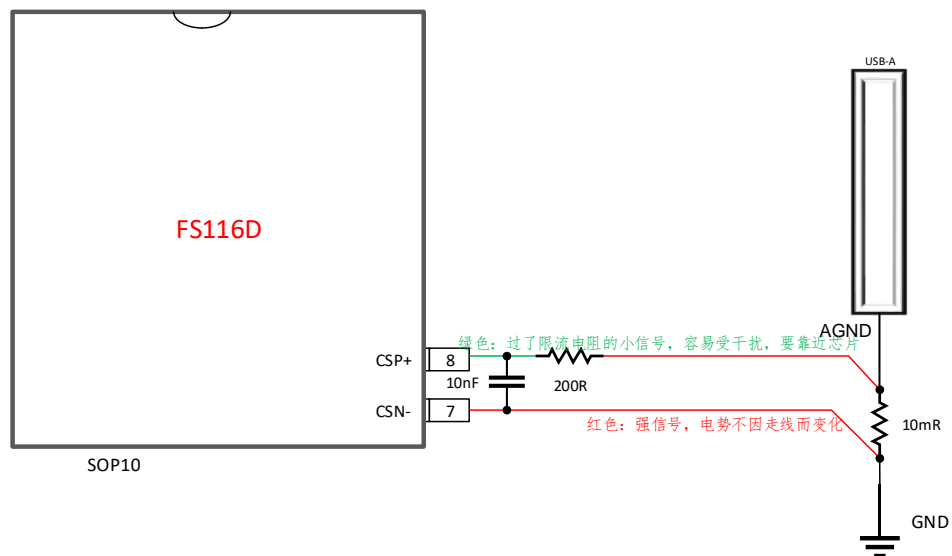 USB-A
FS116D
AGND
绿色：过了限流电阻的小信号，容易受干扰，要靠近芯片
CSP+
8
10nF
200R
CSN-
7
红色：强信号，电势不因走线而变化
10mR
SOP10
GND